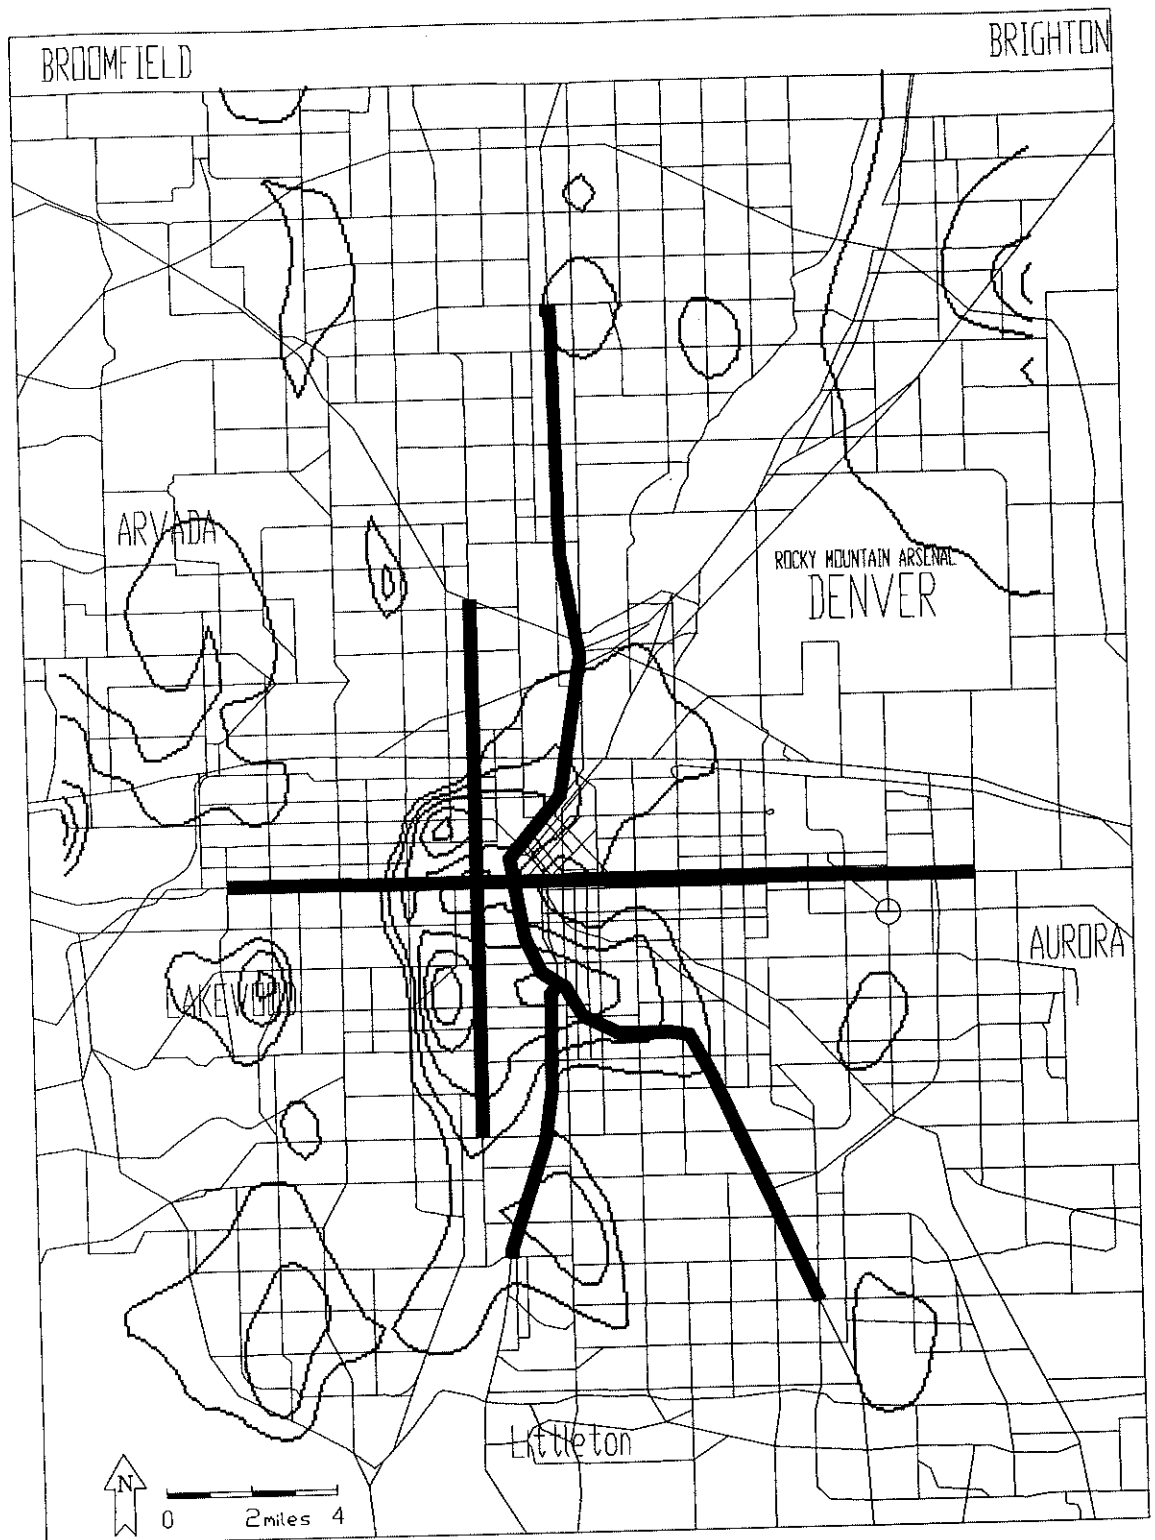 BROOMFIELD
BRIGHTON
ARVADA
ROCKY MOUNTAIN ARSENAL
DENVER
AURORA
LAKEWOOD
Littleton
N
0 2miles 4